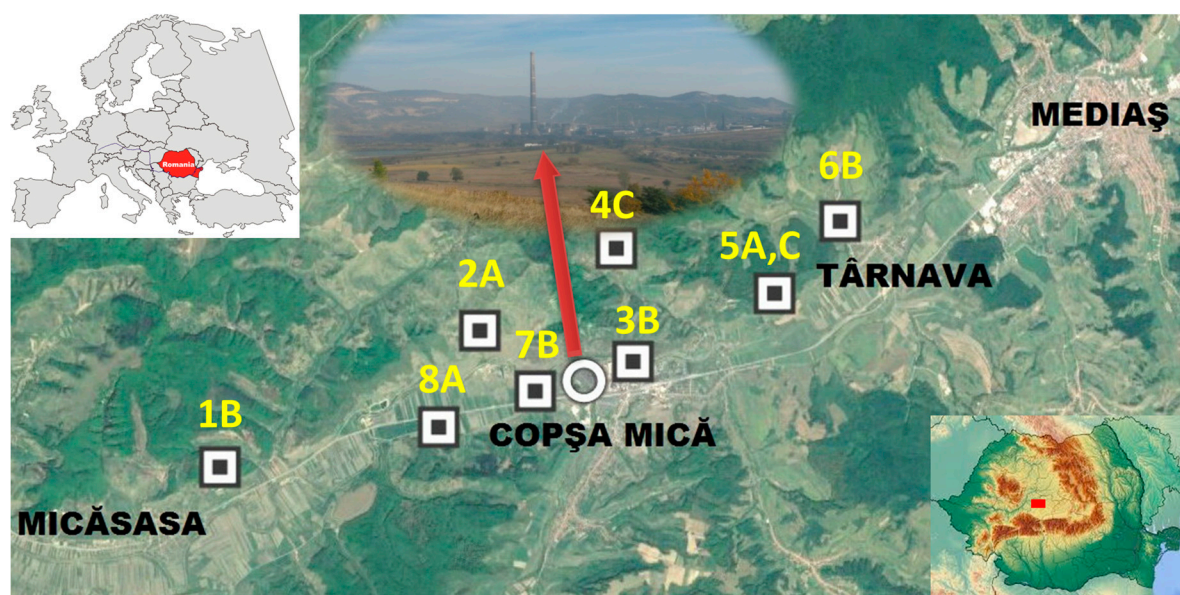 Romania
MEDIAŞ
6B
4C
5A,C
TÂRNAVA
2A
3B
7B
8A
1B
COPŞA MICĂ
MICĂSASA